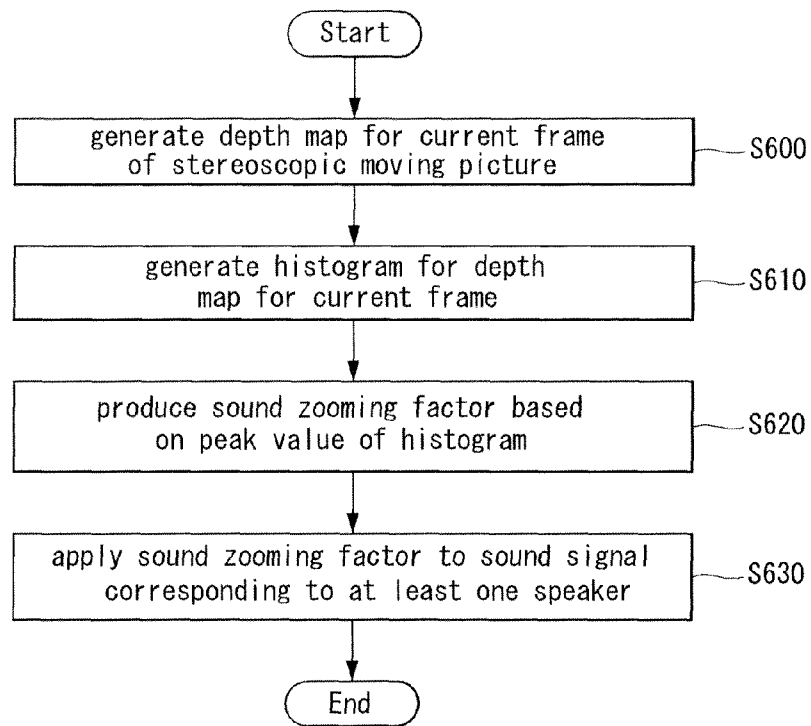 Start
generate depth map for current frame
of stereoscopic moving picture
S600
generate histogram for depth
map for current frame
S610
produce sound zooming factor based
on peak value of histogram
S620
apply sound zooming factor to sound signal
corresponding to at least one speaker
S630
End